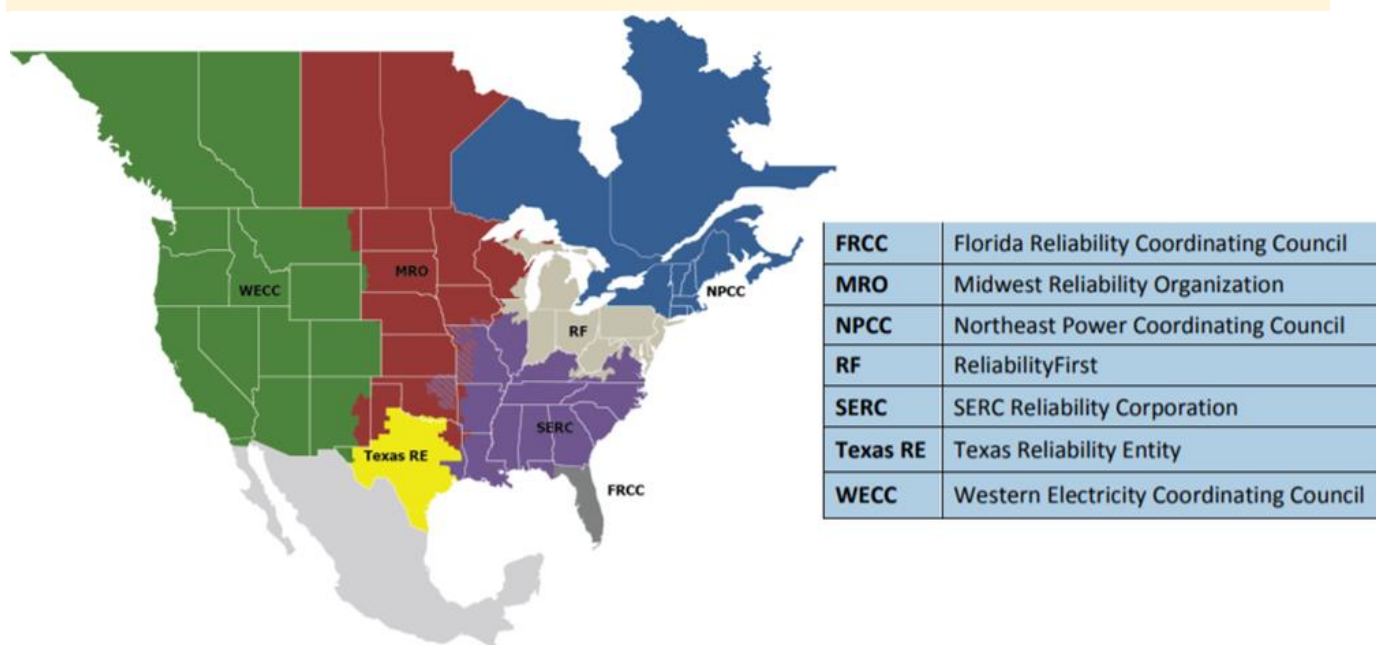 MRO
WECC
NPCC
RF
SERC
Texas RE
FRCC
FRCC Florida Reliability Coordinating Council
MRO Midwest Reliability Organization
NPCC Northeast Power Coordinating Council
RF ReliabilityFirst
SERC SERC Reliability Corporation
Texas RE Texas Reliability Entity
WECC Western Electricity Coordinating Council